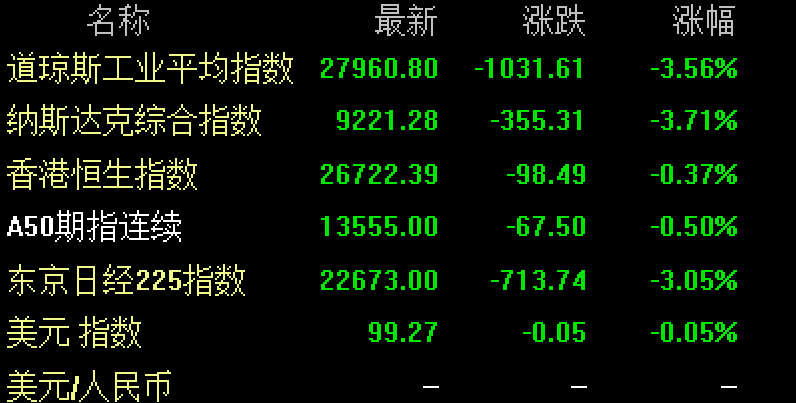 名称 最新 涨跌 涨幅
道琼斯工业平均指数 27960.80 -1031.61 -3.56%
纳斯达克综合指数 9221.28 -355.31 -3.71%
香港恒生指数 26722.39 -98.49 -0.37%
A50期指连续 13555.00 -67.50 -0.50%
东京日经225指数 22673.00 -713.74 -3.05%
美元 指数 99.27 -0.05 -0.05%
美元/人民币 – – –